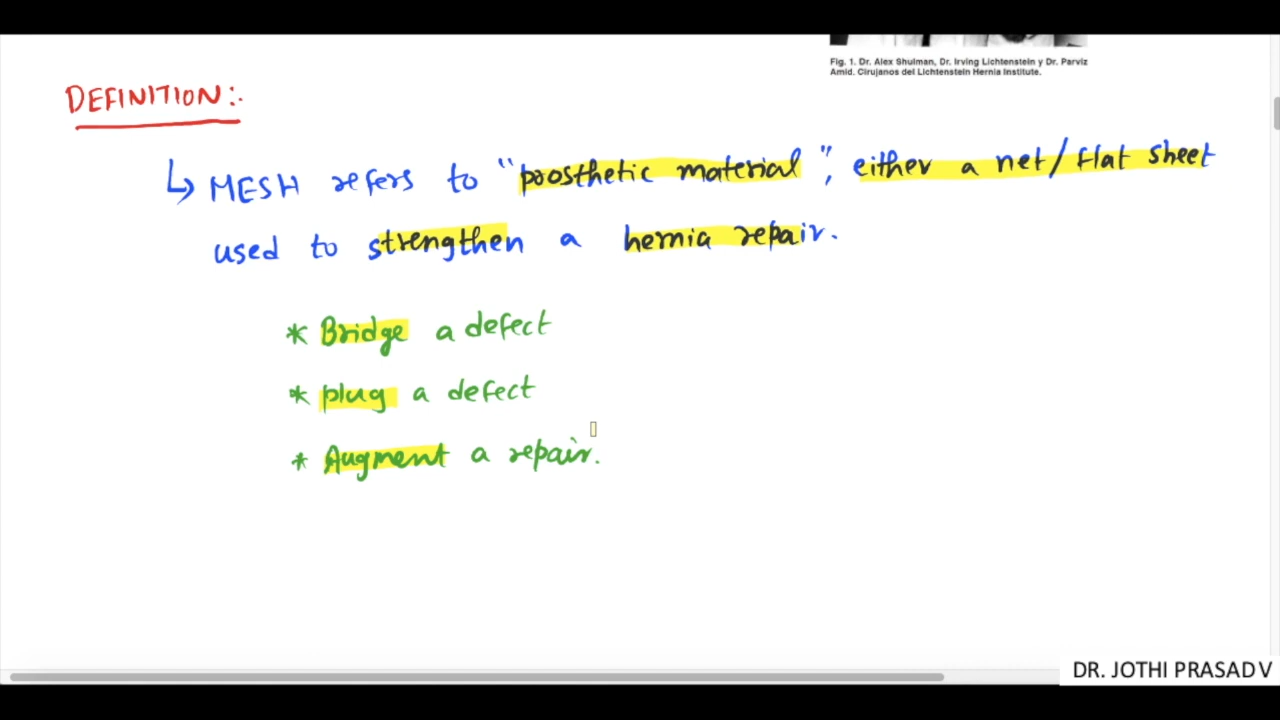 Fig. 1. Dr. Alex Shulman, Dr. Irving Lichtenstein y Dr. Parviz
Amid. Cirujanos del Lichtenstein Hernia Institute.
DEFINITION:.
↳ MESH refers to "prosthetic material", either a net/flat sheet
used to strengthen a hernia repair.
* Bridge a defect
* plug a defect
* Augment a repair.
DR. JOTHI PRASAD V